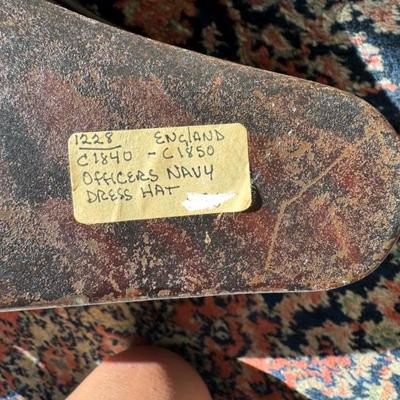 1228 ENGLAND
C1840 - C1850
OFFICERS NAVY
DRESS HAT